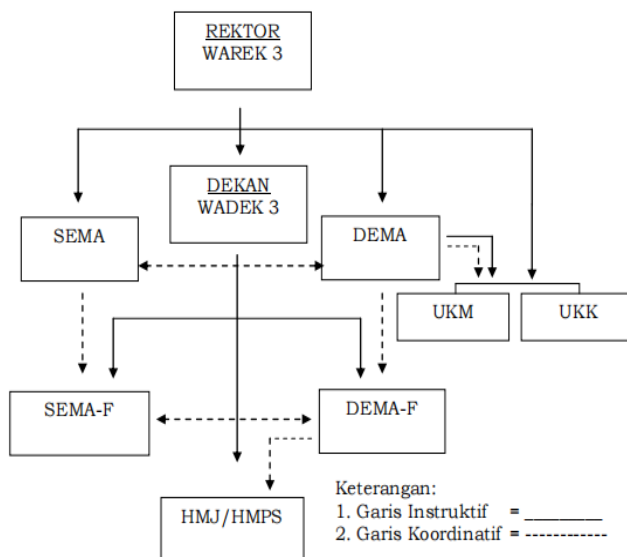 REKTOR
WAREK 3
DEKAN
WADEK 3
SEMA
DEMA
UKM
UKK
SEMA-F
DEMA-F
HMJ/HMPS
Keterangan:
1. Garis Instruktif = __________
2. Garis Koordinatif = -----------